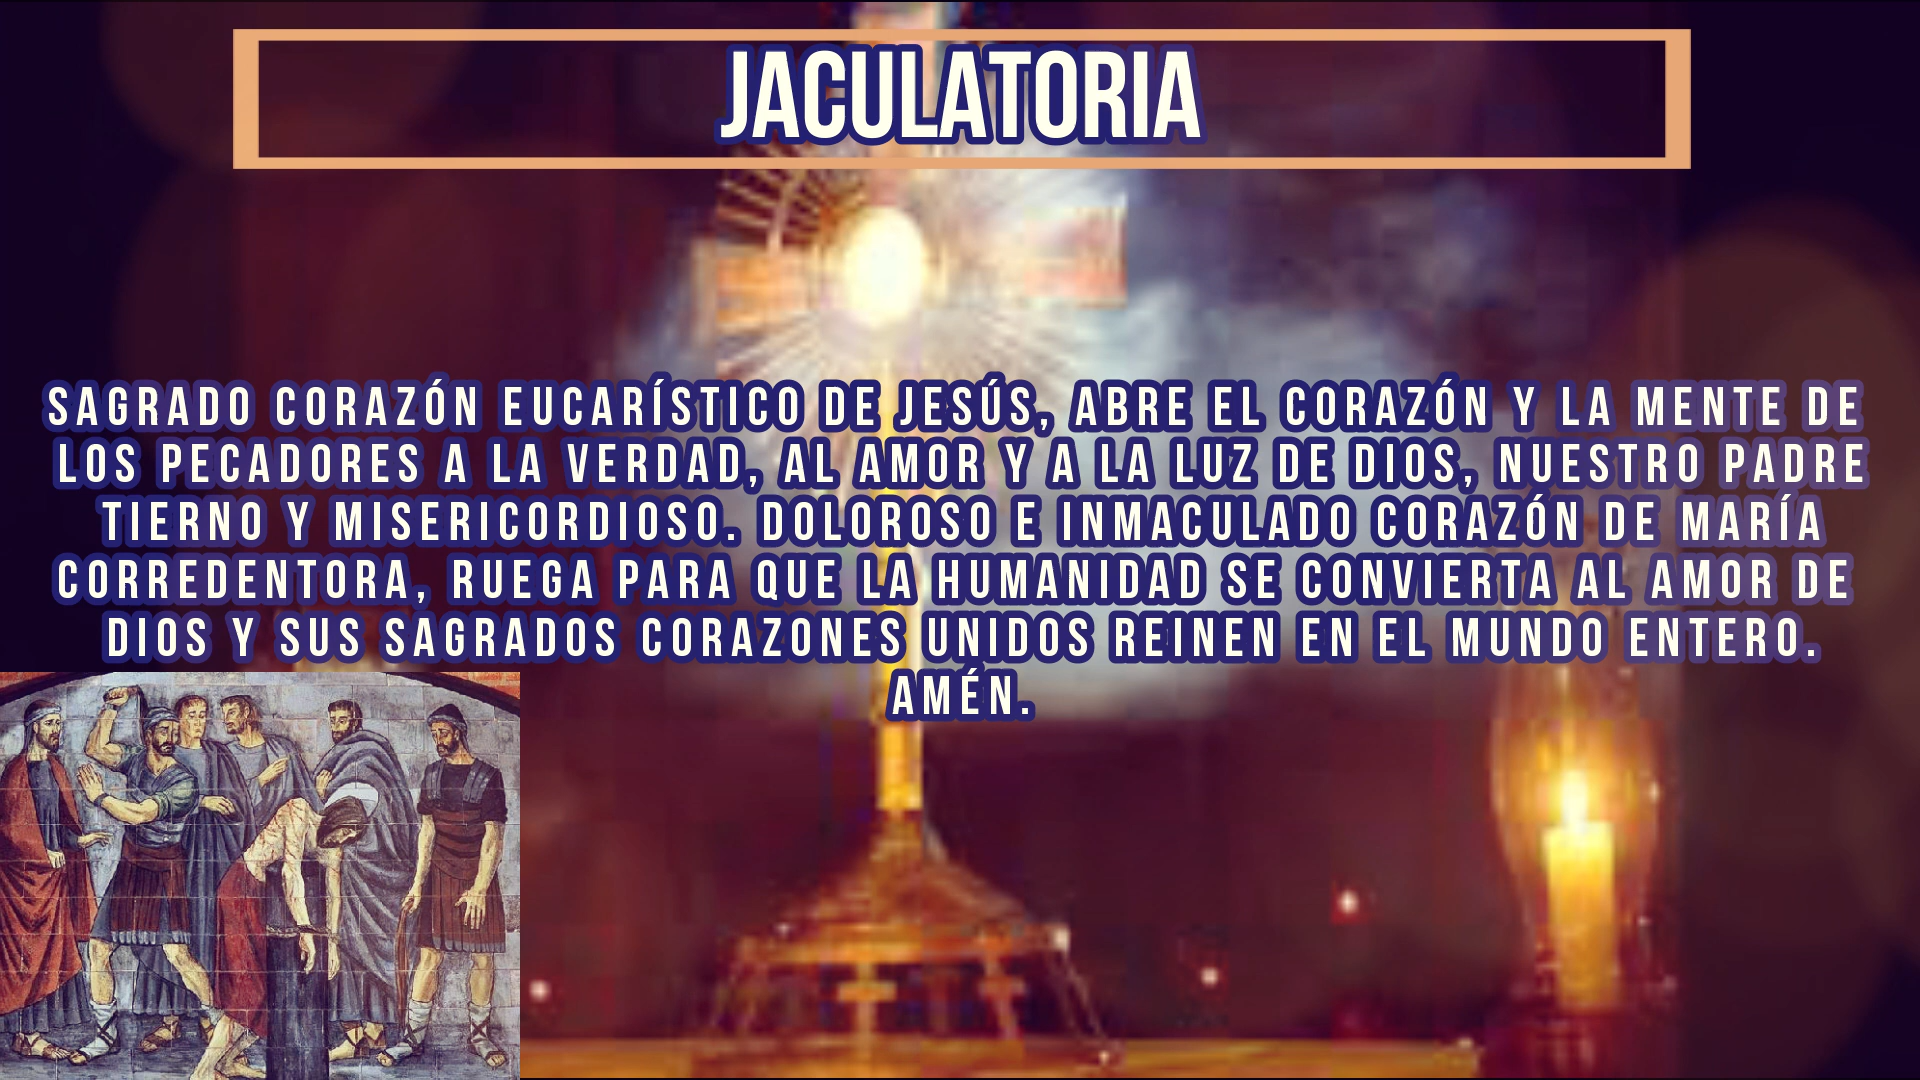 JACULATORIA
SAGRADO CORAZÓN EUCARÍSTICO DE JESÚS, ABRE EL CORAZÓN Y LA MENTE DE
LOS PECADORES A LA VERDAD, AL AMOR Y A LA LUZ DE DIOS, NUESTRO PADRE
TIERNO Y MISERICORDIOSO. DOLOROSO E INMACULADO CORAZÓN DE MARÍA
CORREDENTORA, RUEGA PARA QUE LA HUMANIDAD SE CONVIERTA AL AMOR DE
DIOS Y SUS SAGRADOS CORAZONES UNIDOS REINEN EN EL MUNDO ENTERO.
AMÉN.